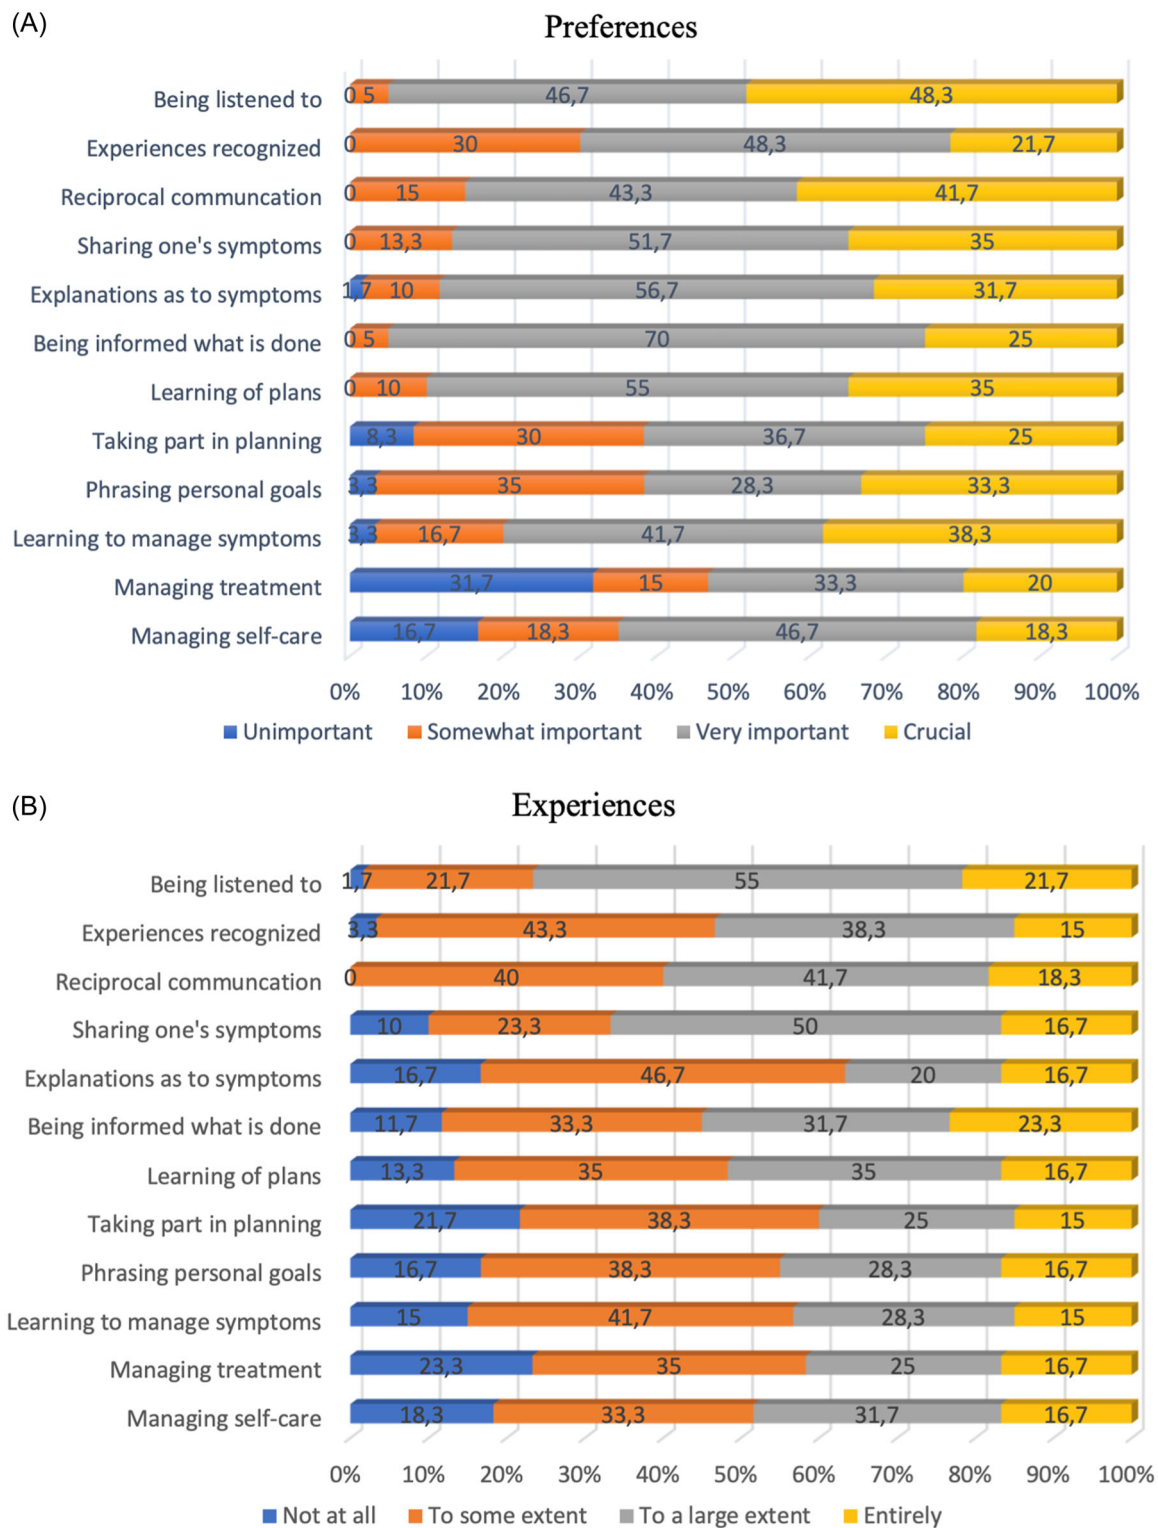 (A)
Preferences
Being listened to 0 5 46,7 48,3
Experiences recognized 0 30 48,3 21,7
Reciprocal communcation 0 15 43,3 41,7
Sharing one's symptoms 0 13,3 51,7 35
Explanations as to symptoms 1,7 10 56,7 31,7
Being informed what is done 0 5 70 25
Learning of plans 0 10 55 35
Taking part in planning 8,3 30 36,7 25
Phrasing personal goals 3,3 35 28,3 33,3
Learning to manage symptoms 3,3 16,7 41,7 38,3
Managing treatment 31,7 15 33,3 20
Managing self-care 16,7 18,3 46,7 18,3
0% 10% 20% 30% 40% 50% 60% 70% 80% 90% 100%
Unimportant Somewhat important Very important Crucial
(B)
Experiences
Being listened to 1,7 21,7 55 21,7
Experiences recognized 3,3 43,3 38,3 15
Reciprocal communcation 0 40 41,7 18,3
Sharing one's symptoms 10 23,3 50 16,7
Explanations as to symptoms 16,7 46,7 20 16,7
Being informed what is done 11,7 33,3 31,7 23,3
Learning of plans 13,3 35 35 16,7
Taking part in planning 21,7 38,3 25 15
Phrasing personal goals 16,7 38,3 28,3 16,7
Learning to manage symptoms 15 41,7 28,3 15
Managing treatment 23,3 35 25 16,7
Managing self-care 18,3 33,3 31,7 16,7
0% 10% 20% 30% 40% 50% 60% 70% 80% 90% 100%
Not at all To some extent To a large extent Entirely